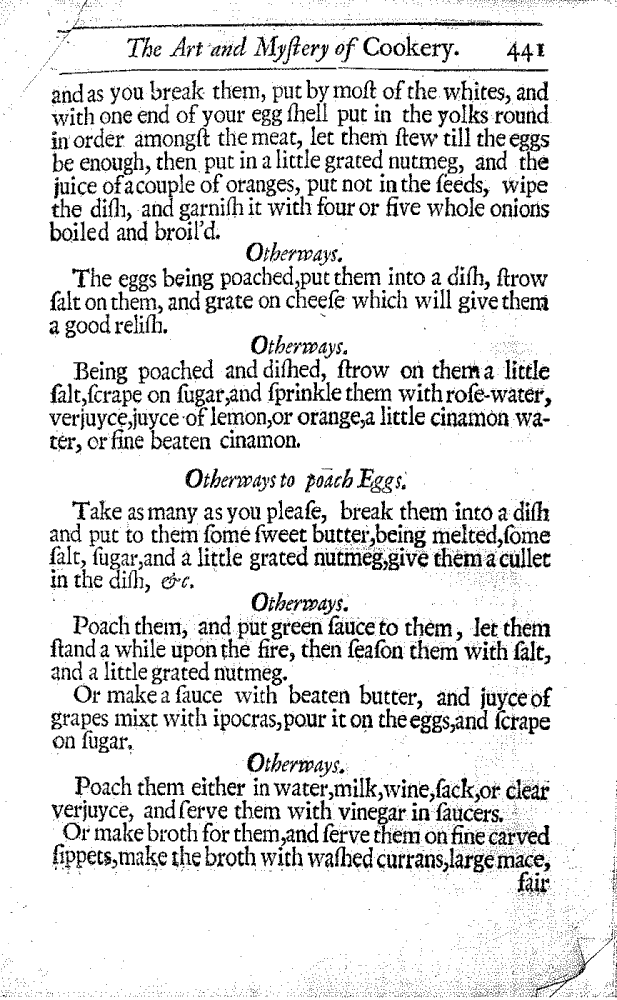 The Art and Myſtery of Cookery. 441
and as you break them, put by moſt of the whites, and
with one end of your egg ſhell put in the yolks round
in order amongſt the meat, let them ſtew till the eggs
be enough, then put in a little grated nutmeg, and the
juice of a couple of oranges, put not in the ſeeds, wipe
the diſh, and garniſh it with four or five whole onions
boiled and broil'd.
Otherways.
The eggs being poached,put them into a diſh, ſtrow
ſalt on them, and grate on cheeſe which will give them
a good reliſh.
Otherways.
Being poached and diſhed, ſtrow on them a little
ſalt,ſcrape on ſugar,and ſprinkle them with roſe-water,
verjuyce,juyce of lemon,or orange,a little cinamon wa-
ter, or fine beaten cinamon.
Otherways to poach Eggs.
Take as many as you pleaſe, break them into a diſh
and put to them ſome ſweet butter,being melted,ſome
ſalt, ſugar,and a little grated nutmeg,give them a cullet
in the diſh, &c.
Otherways.
Poach them, and put green ſauce to them, let them
ſtand a while upon the fire, then ſeaſon them with ſalt,
and a little grated nutmeg.
Or make a ſauce with beaten butter, and juyce of
grapes mixt with ipocras,pour it on the eggs,and ſcrape
on ſugar.
Otherways.
Poach them either in water,milk,wine,ſack,or clear
verjuyce, and ſerve them with vinegar in ſaucers.
Or make broth for them,and ſerve them on fine carved
ſippets,make the broth with waſhed currans,large mace,
fair